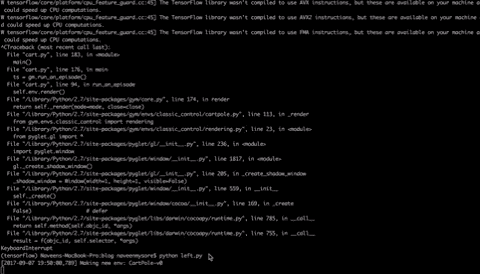 W tensorflow/core/platform/cpu_feature_guard.cc:45] The TensorFlow library wasn't compiled to use AVX instructions, but these are available on your machine a
d could speed up CPU computations.
W tensorflow/core/platform/cpu_feature_guard.cc:45] The TensorFlow library wasn't compiled to use AVX2 instructions, but these are available on your machine
d could speed up CPU computations.
W tensorflow/core/platform/cpu_feature_guard.cc:45] The TensorFlow library wasn't compiled to use FMA instructions, but these are available on your machine a
d could speed up CPU computations.
^CTraceback (most recent call last):
File "cart.py", line 183, in <module>
main()
File "cart.py", line 176, in main
ts = gm.run_an_episode()
File "cart.py", line 94, in run_an_episode
self.env.render()
File "/Library/Python/2.7/site-packages/gym/core.py", line 174, in render
return self._render(mode=mode, close=close)
File "/Library/Python/2.7/site-packages/gym/envs/classic_control/cartpole.py", line 113, in _render
from gym.envs.classic_control import rendering
File "/Library/Python/2.7/site-packages/gym/envs/classic_control/rendering.py", line 23, in <module>
from pyglet.gl import *
File "/Library/Python/2.7/site-packages/pyglet/gl/__init__.py", line 236, in <module>
import pyglet.window
File "/Library/Python/2.7/site-packages/pyglet/window/__init__.py", line 1817, in <module>
gl._create_shadow_window()
File "/Library/Python/2.7/site-packages/pyglet/gl/__init__.py", line 205, in _create_shadow_window
_shadow_window = Window(width=1, height=1, visible=False)
File "/Library/Python/2.7/site-packages/pyglet/window/__init__.py", line 559, in __init__
self._create()
File "/Library/Python/2.7/site-packages/pyglet/window/cocoa/__init__.py", line 169, in _create
False) # defer
File "/Library/Python/2.7/site-packages/pyglet/libs/darwin/cocoapy/runtime.py", line 785, in __call__
return self.method(self.objc_id, *args)
File "/Library/Python/2.7/site-packages/pyglet/libs/darwin/cocoapy/runtime.py", line 755, in __call__
result = f(objc_id, self.selector, *args)
KeyboardInterrupt
(tensorflow) Naveens-MacBook-Pro:blog naveenmysore$ python left.py
[2017-09-07 19:50:00,789] Making new env: CartPole-v0